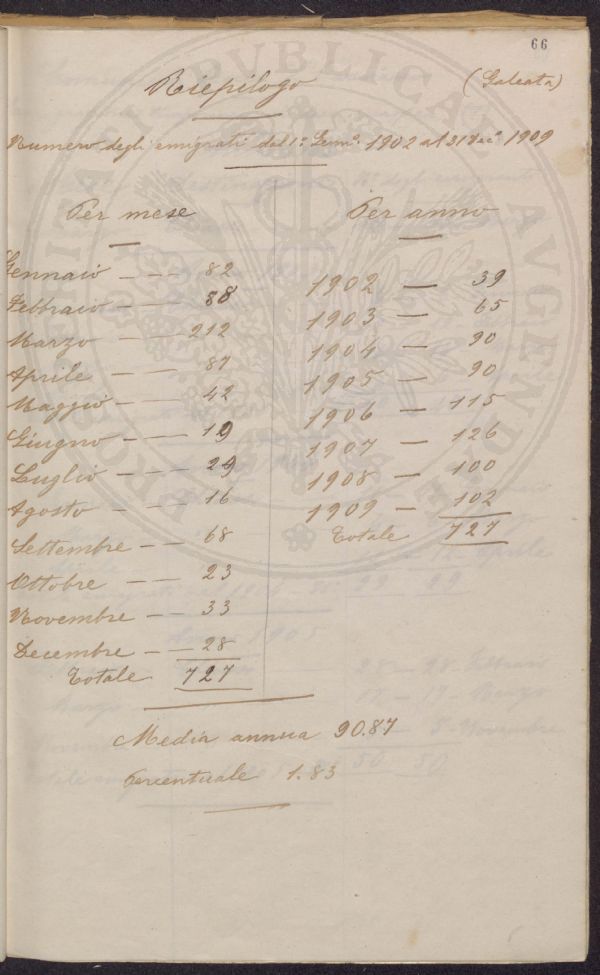 66
Riepilogo (Galeata)
Numero degli emigrati dal 1º Genn.º 1902 al 31 Dec.e 1909
Per mese
Gennaio — — 82
Febbraio — — 88
Marzo — — 212
Aprile — — 87
Maggio — — 42
Giugno — — 19
Luglio — — 29
Agosto — — 16
Settembre — — 68
Ottobre — — 23
Novembre — — 33
Decembre — — 28
Totale 727
Per anno
1902 — 39
1903 — 65
1904 — 90
1905 — 90
1906 — 115
1907 — 126
1908 — 100
1909 — 102
Totale 727
Media annua 90.87
Percentuale 1.83